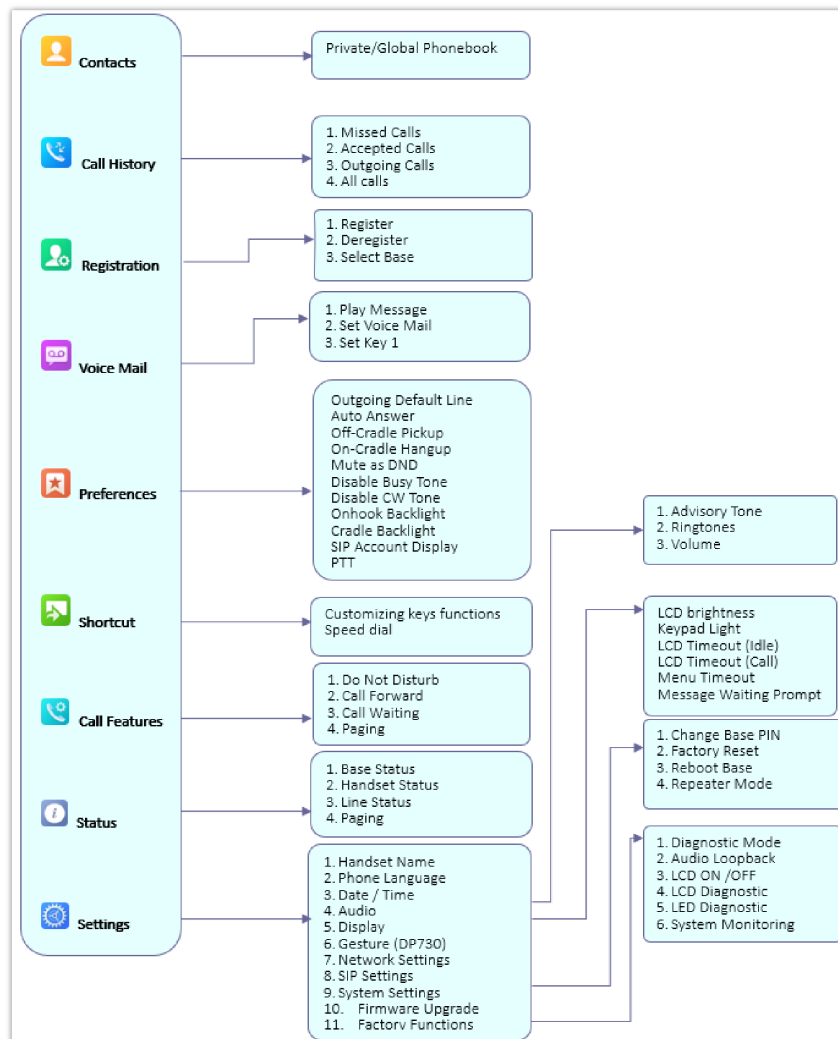 Contacts
Private/Global Phonebook
Call History
1. Missed Calls
2. Accepted Calls
3. Outgoing Calls
4. All calls
Registration
1. Register
2. Deregister
3. Select Base
Voice Mail
1. Play Message
2. Set Voice Mail
3. Set Key 1
Preferences
Outgoing Default Line
Auto Answer
Off-Cradle Pickup
On-Cradle Hangup
Mute as DND
Disable Busy Tone
Disable CW Tone
Onhook Backlight
Cradle Backlight
SIP Account Display
PTT
Shortcut
Customizing keys functions
Speed dial
Call Features
1. Do Not Disturb
2. Call Forward
3. Call Waiting
4. Paging
Status
1. Base Status
2. Handset Status
3. Line Status
4. Paging
Settings
1. Handset Name
2. Phone Language
3. Date / Time
4. Audio
5. Display
6. Gesture (DP730)
7. Network Settings
8. SIP Settings
9. System Settings
10. Firmware Upgrade
11. Factory Functions
1. Advisory Tone
2. Ringtones
3. Volume
LCD brightness
Keypad Light
LCD Timeout (Idle)
LCD Timeout (Call)
Menu Timeout
Message Waiting Prompt
1. Change Base PIN
2. Factory Reset
3. Reboot Base
4. Repeater Mode
1. Diagnostic Mode
2. Audio Loopback
3. LCD ON /OFF
4. LCD Diagnostic
5. LED Diagnostic
6. System Monitoring